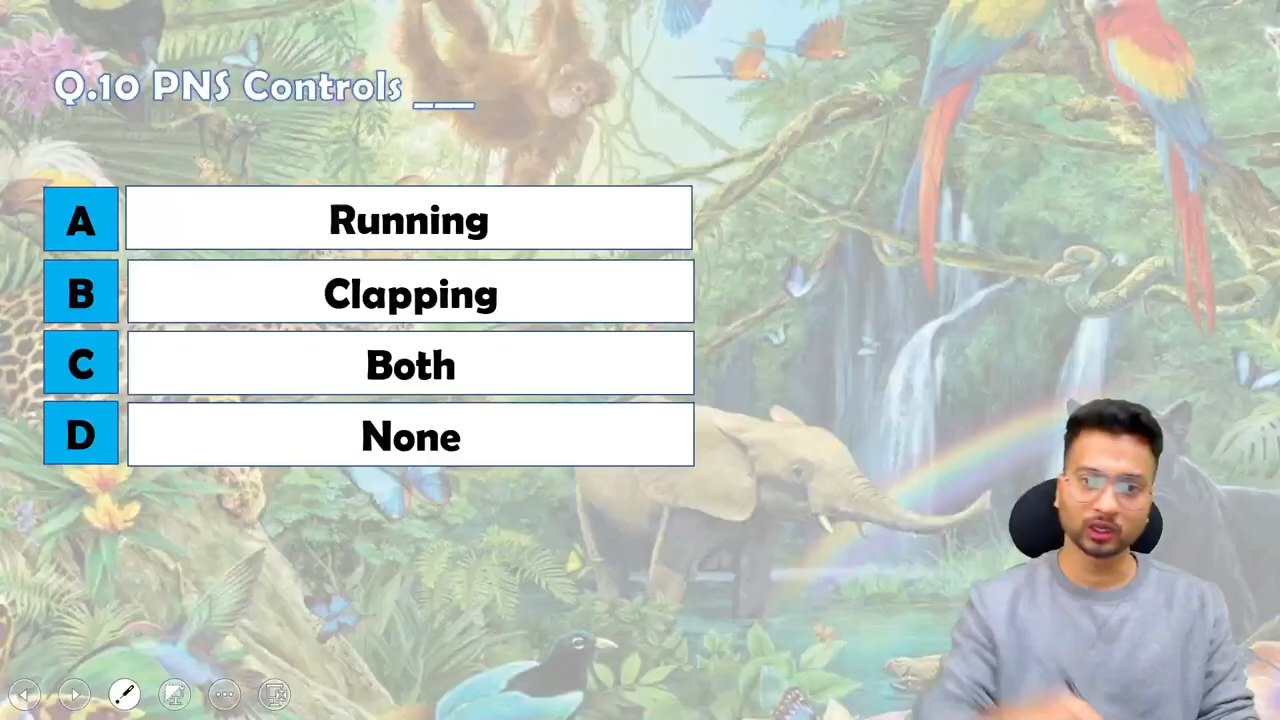 Q.10 PNS Controls ___
A Running
B Clapping
C Both
D None